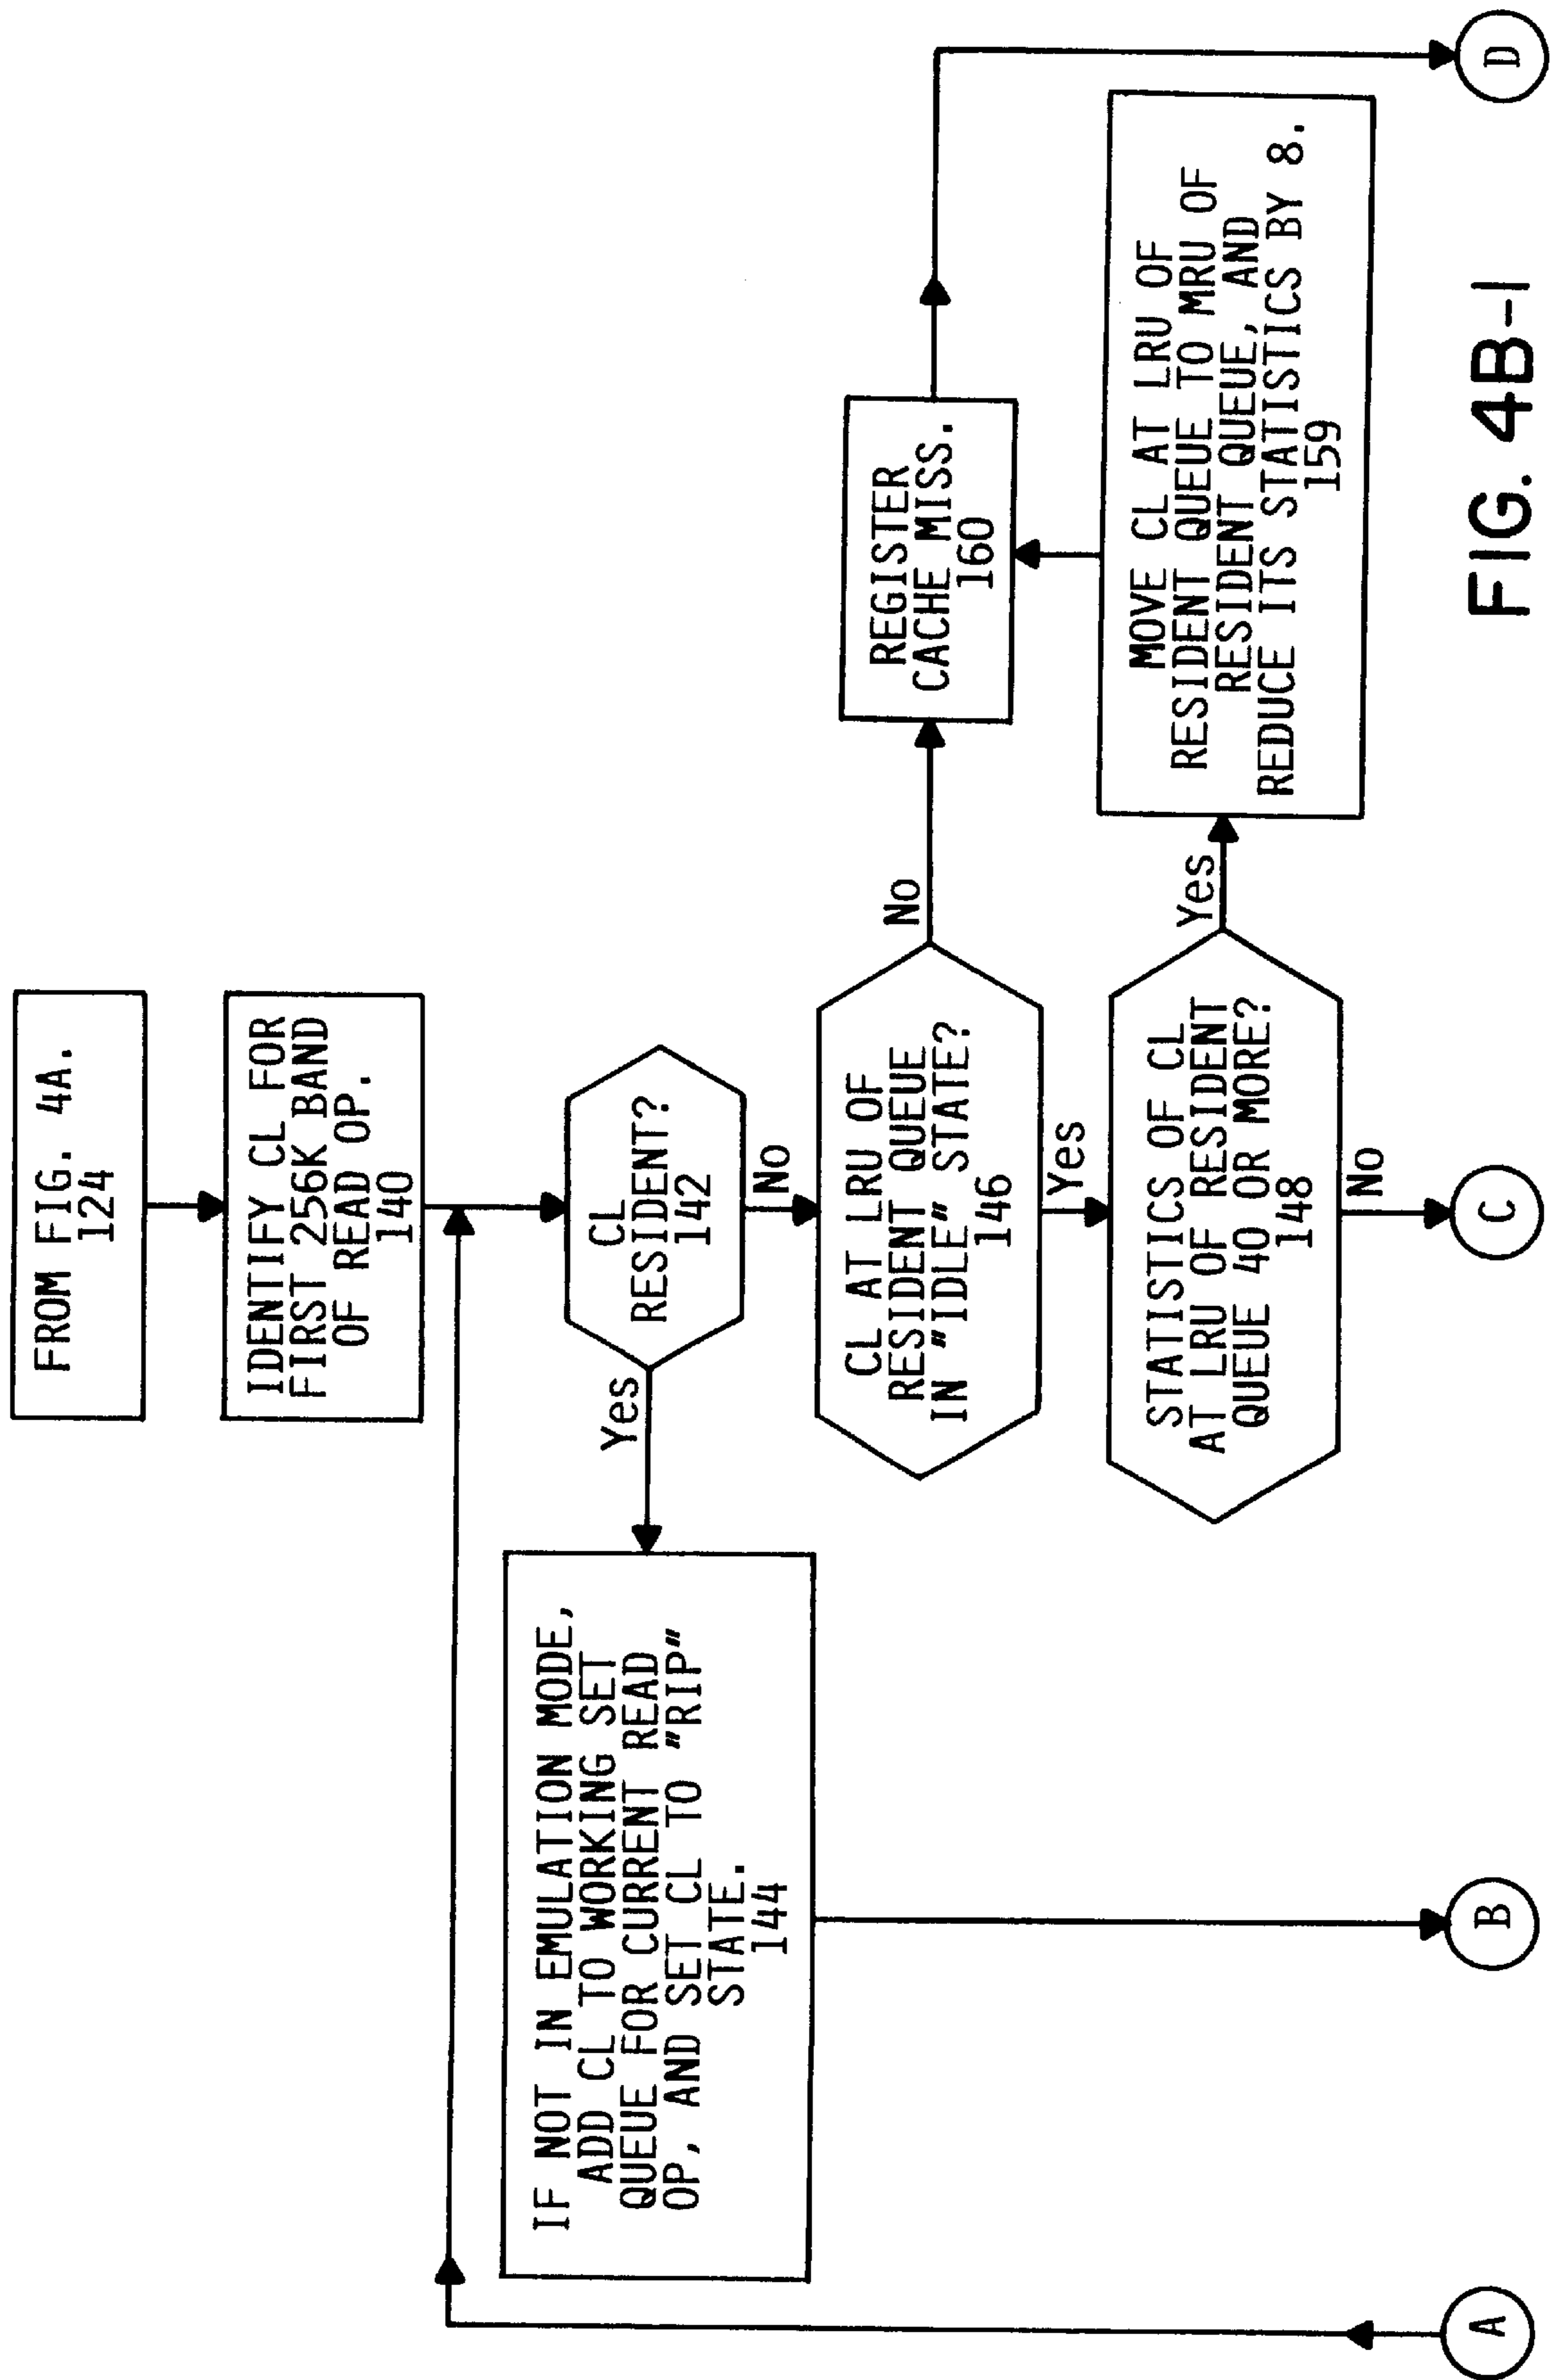 FROM FIG. 4A.
124
IDENTIFY CL FOR
FIRST 256K BAND
OF READ OP.
140
CL
RESIDENT?
142
Yes
No
IF NOT IN EMULATION MODE,
ADD CL TO WORKING SET
QUEUE FOR CURRENT READ
OP, AND SET CL TO "RIP"
STATE.
144
CL AT LRU OF
RESIDENT QUEUE
IN "IDLE" STATE?
146
No
Yes
REGISTER
CACHE MISS.
160
STATISTICS OF CL
AT LRU OF RESIDENT
QUEUE 40 OR MORE?
148
Yes
No
MOVE CL AT LRU OF
RESIDENT QUEUE TO MRU OF
RESIDENT QUEUE, AND
REDUCE ITS STATISTICS BY 8.
159
A
B
C
D
FIG. 4B-1